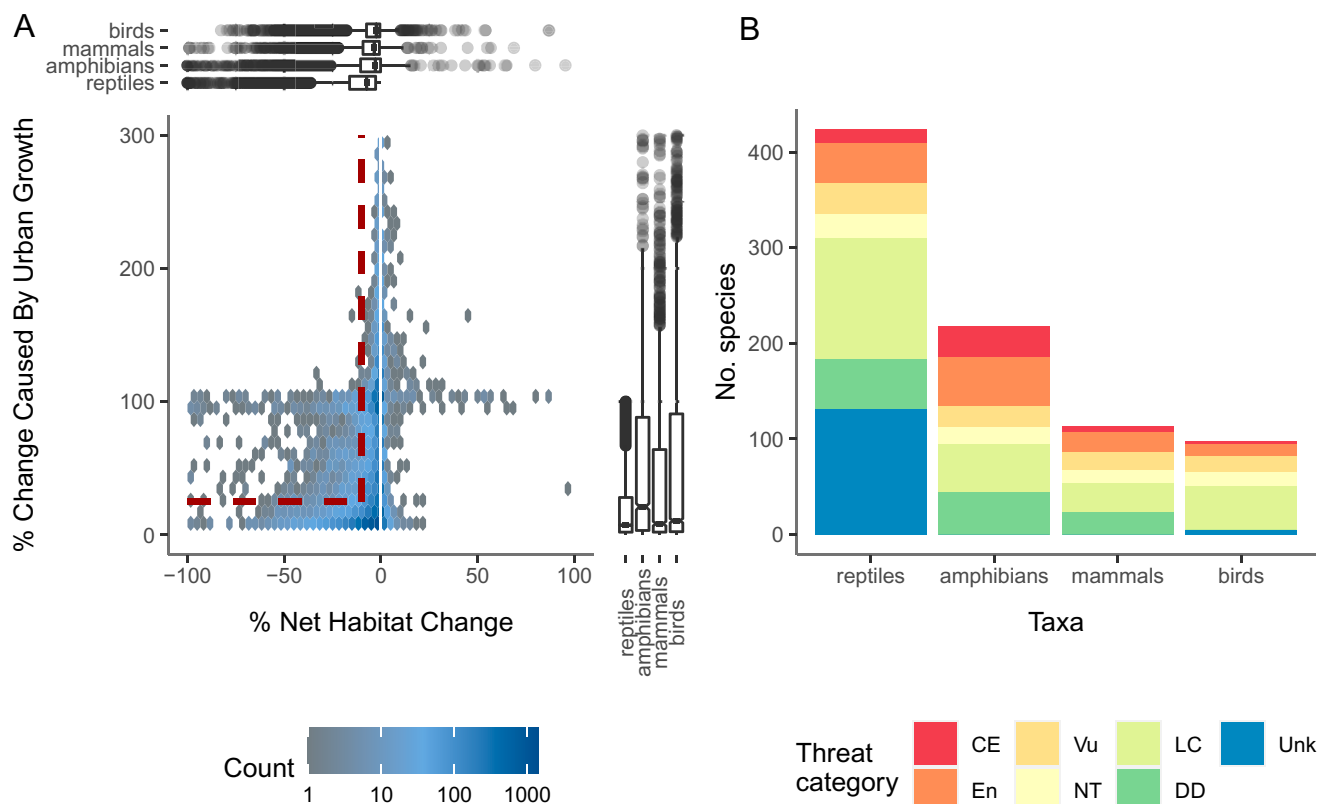 A
birds
mammals
amphibians
reptiles
% Change Caused By Urban Growth
300
200
100
0
−100
−50
0
50
100
% Net Habitat Change
reptiles
amphibians
mammals
birds
Count
1
10
100
1000
B
No. species
400
300
200
100
0
reptiles
amphibians
mammals
birds
Taxa
Threat
category
CE
Vu
LC
Unk
En
NT
DD